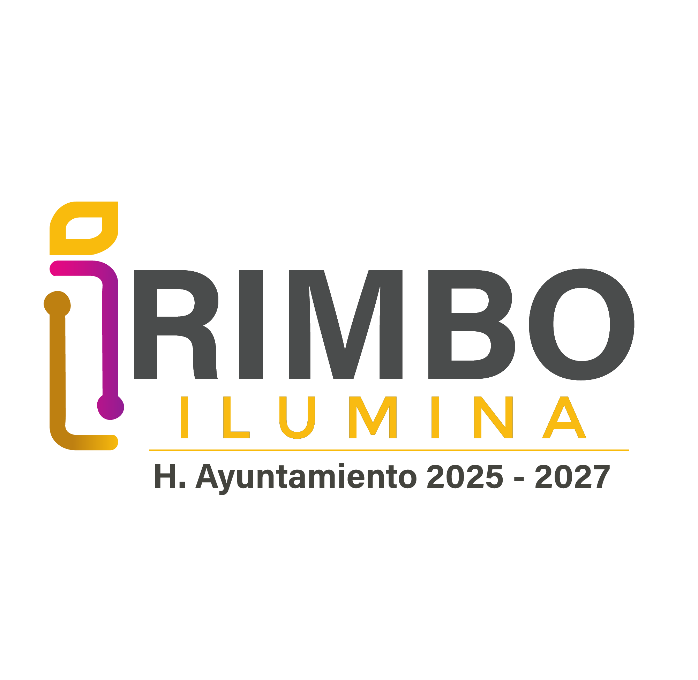 iRIMBO
ILUMINA
H. Ayuntamiento 2025 - 2027